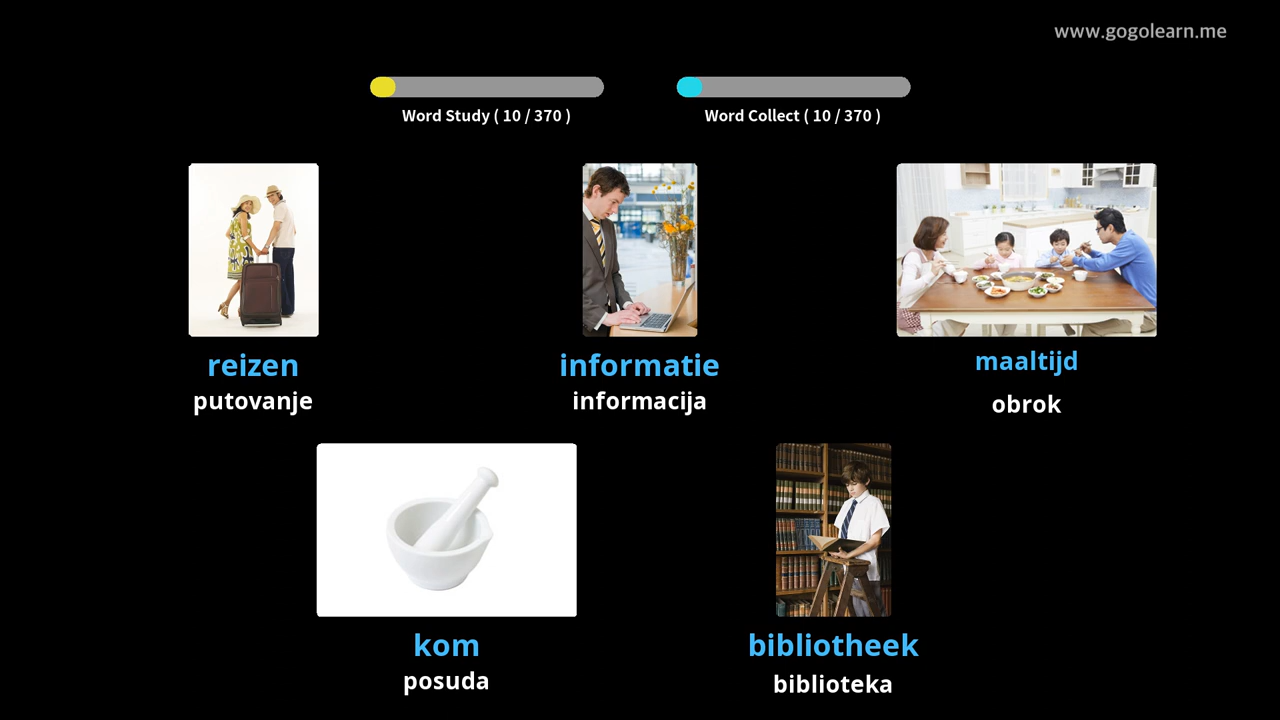 www.gogolearn.me
Word Study ( 10 / 370 )
Word Collect ( 10 / 370 )
reizen
putovanje
informatie
informacija
maaltijd
obrok
kom
posuda
bibliotheek
biblioteka